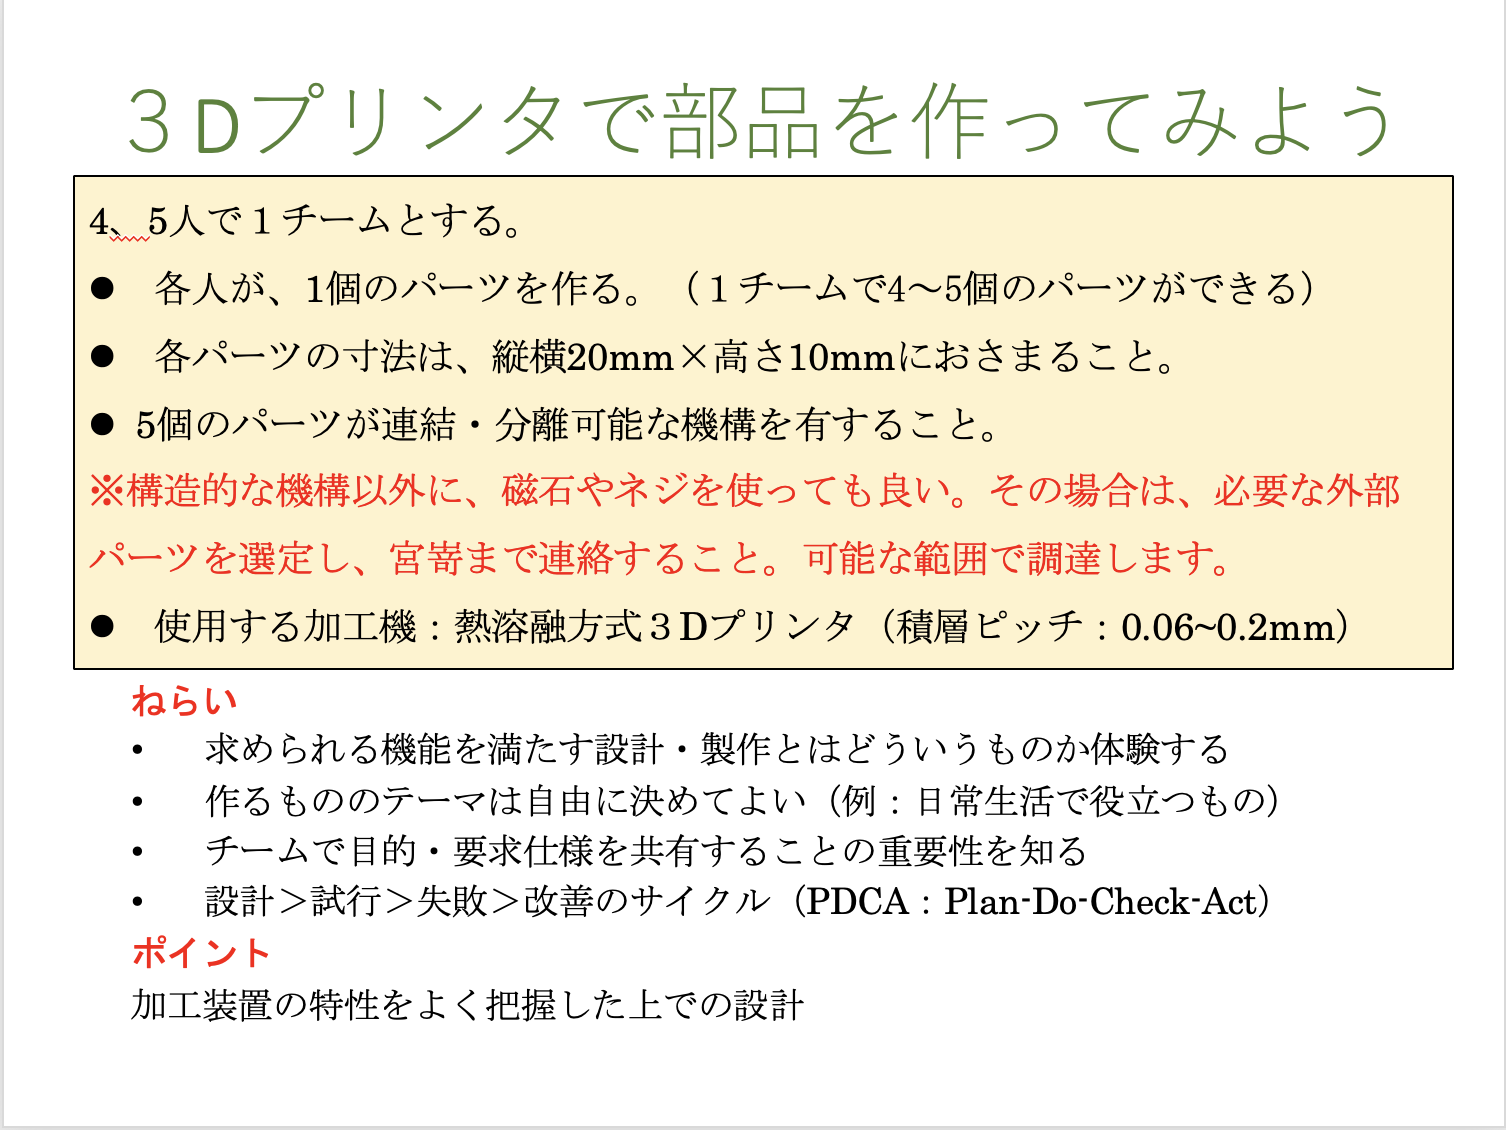 ３Dプリンタで部品を作ってみよう
4、5人で１チームとする。
● 各人が、1個のパーツを作る。（１チームで4～5個のパーツができる）
● 各パーツの寸法は、縦横20mm×高さ10mmにおさまること。
● 5個のパーツが連結・分離可能な機構を有すること。
※構造的な機構以外に、磁石やネジを使っても良い。その場合は、必要な外部
パーツを選定し、宮嵜まで連絡すること。可能な範囲で調達します。
● 使用する加工機：熱溶融方式３Dプリンタ（積層ピッチ：0.06~0.2mm）
ねらい
• 求められる機能を満たす設計・製作とはどういうものか体験する
• 作るもののテーマは自由に決めてよい（例：日常生活で役立つもの）
• チームで目的・要求仕様を共有することの重要性を知る
• 設計＞試行＞失敗＞改善のサイクル（PDCA：Plan-Do-Check-Act）
ポイント
加工装置の特性をよく把握した上での設計